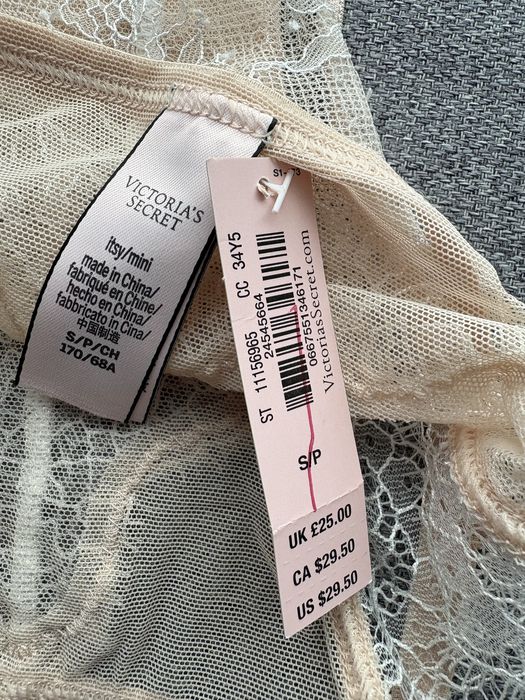 VICTORIA'S
SECRET
itsy/mini
made in China/
fabriqué en Chine/
hecho en China/
fabbricato in Cina/
中国制造
S/P/CH
170/68A
ST 11156965 CC 34Y5
24545664
0667551346171
VictoriasSecret.com
S/P
UK £25.00
CA $29.50
US $29.50